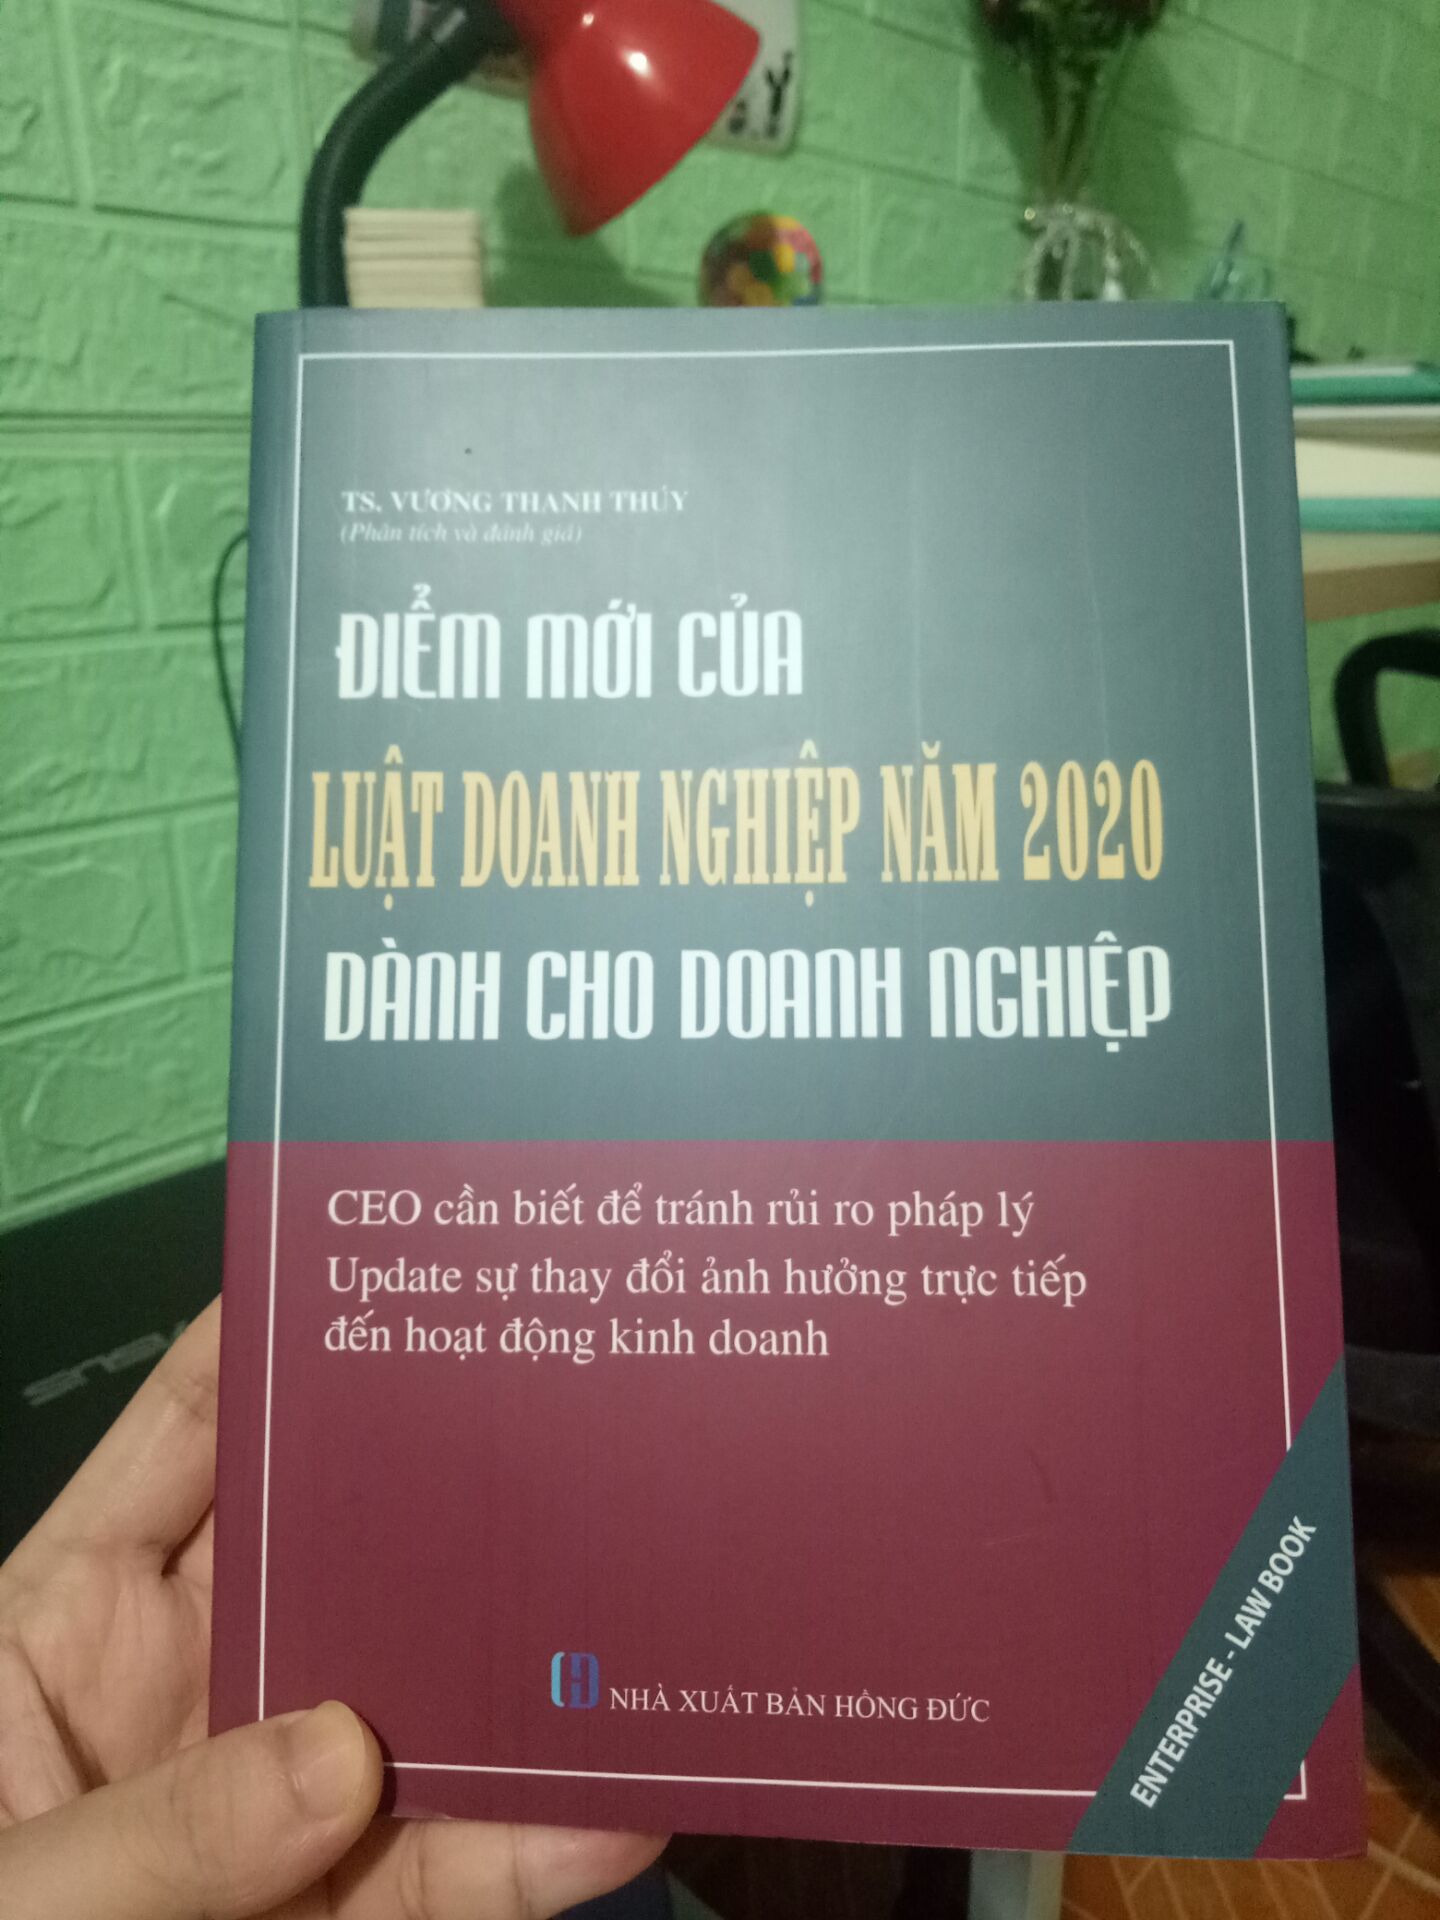 TS. VƯƠNG THANH THÚY
(Phân tích và đánh giá)
ĐIỂM MỚI CỦA
LUẬT DOANH NGHIỆP NĂM 2020
DÀNH CHO DOANH NGHIỆP
CEO cần biết để tránh rủi ro pháp lý
Update sự thay đổi ảnh hưởng trực tiếp
đến hoạt động kinh doanh
NHÀ XUẤT BẢN HỒNG ĐỨC
ENTERPRISE - LAW BOOK